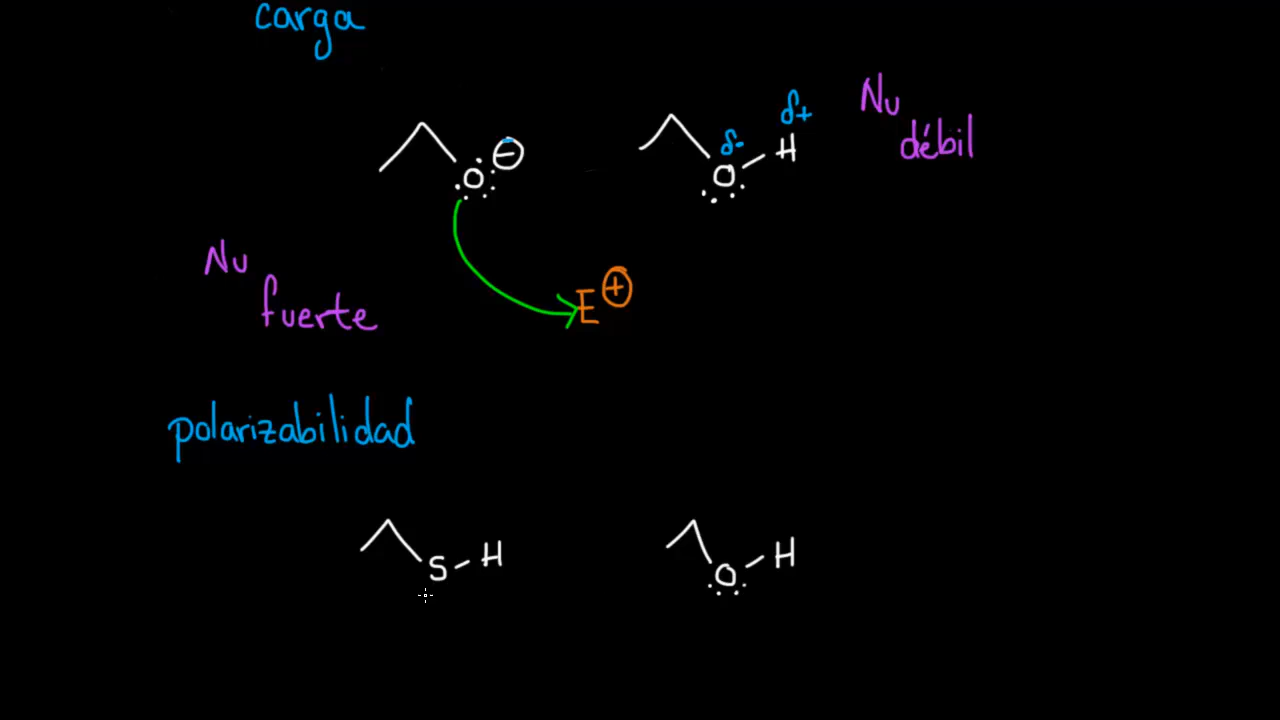 carga
δ+
Nu
débil
δ-
H
O
O
⊖
Nu
fuerte
E
⊕
polarizabilidad
S – H
O – H